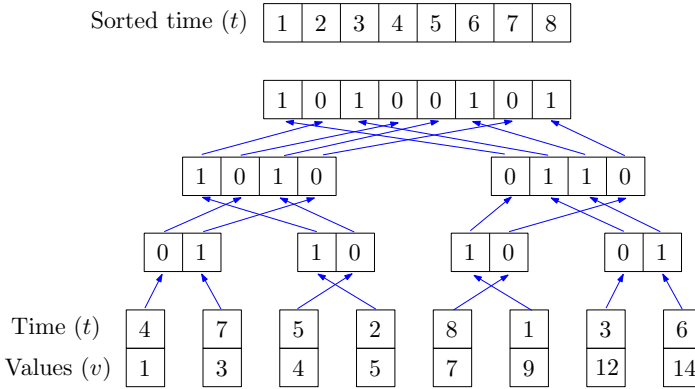 Sorted time (t) 1 2 3 4 5 6 7 8
1 0 1 0 0 1 0 1
1 0 1 0 0 1 1 0
0 1 1 0 1 0 0 1
Time (t) 4 7 5 2 8 1 3 6
Values (v) 1 3 4 5 7 9 12 14